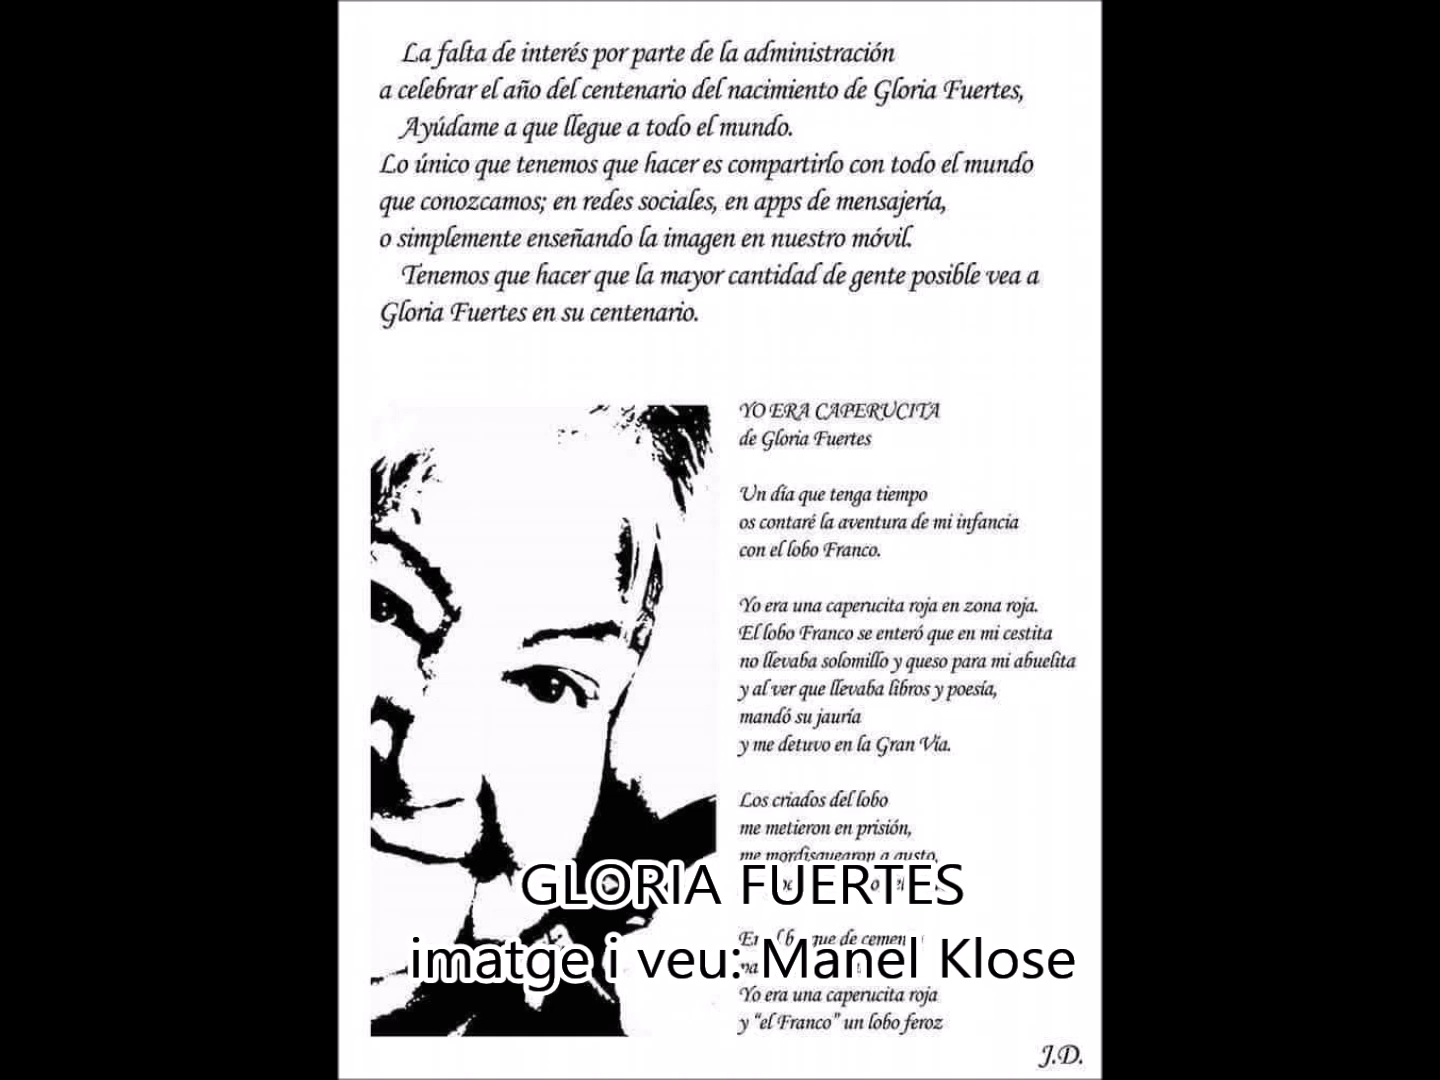 La falta de interés por parte de la administración
a celebrar el año del centenario del nacimiento de Gloria Fuertes,
Ayúdame a que llegue a todo el mundo.
Lo único que tenemos que hacer es compartirlo con todo el mundo
que conozcamos; en redes sociales, en apps de mensajería,
o simplemente enseñando la imagen en nuestro móvil.
Tenemos que hacer que la mayor cantidad de gente posible vea a
Gloria Fuertes en su centenario.
YO ERA CAPERUCITA
de Gloria Fuertes
Un día que tenga tiempo
os contaré la aventura de mi infancia
con el lobo Franco.
Yo era una caperucita roja en zona roja.
El lobo Franco se enteró que en mi cestita
no llevaba solomillo y queso para mi abuelita
y al ver que llevaba libros y poesía,
mandó su jauría
y me detuvo en la Gran Vía.
Los criados del lobo
me metieron en prisión,
me mordisquearon a gusto,
GLORIA FUERTES
de
imatge i veu: Manel Klose
Yo era una caperucita roja
y “el Franco” un lobo feroz
J.D.